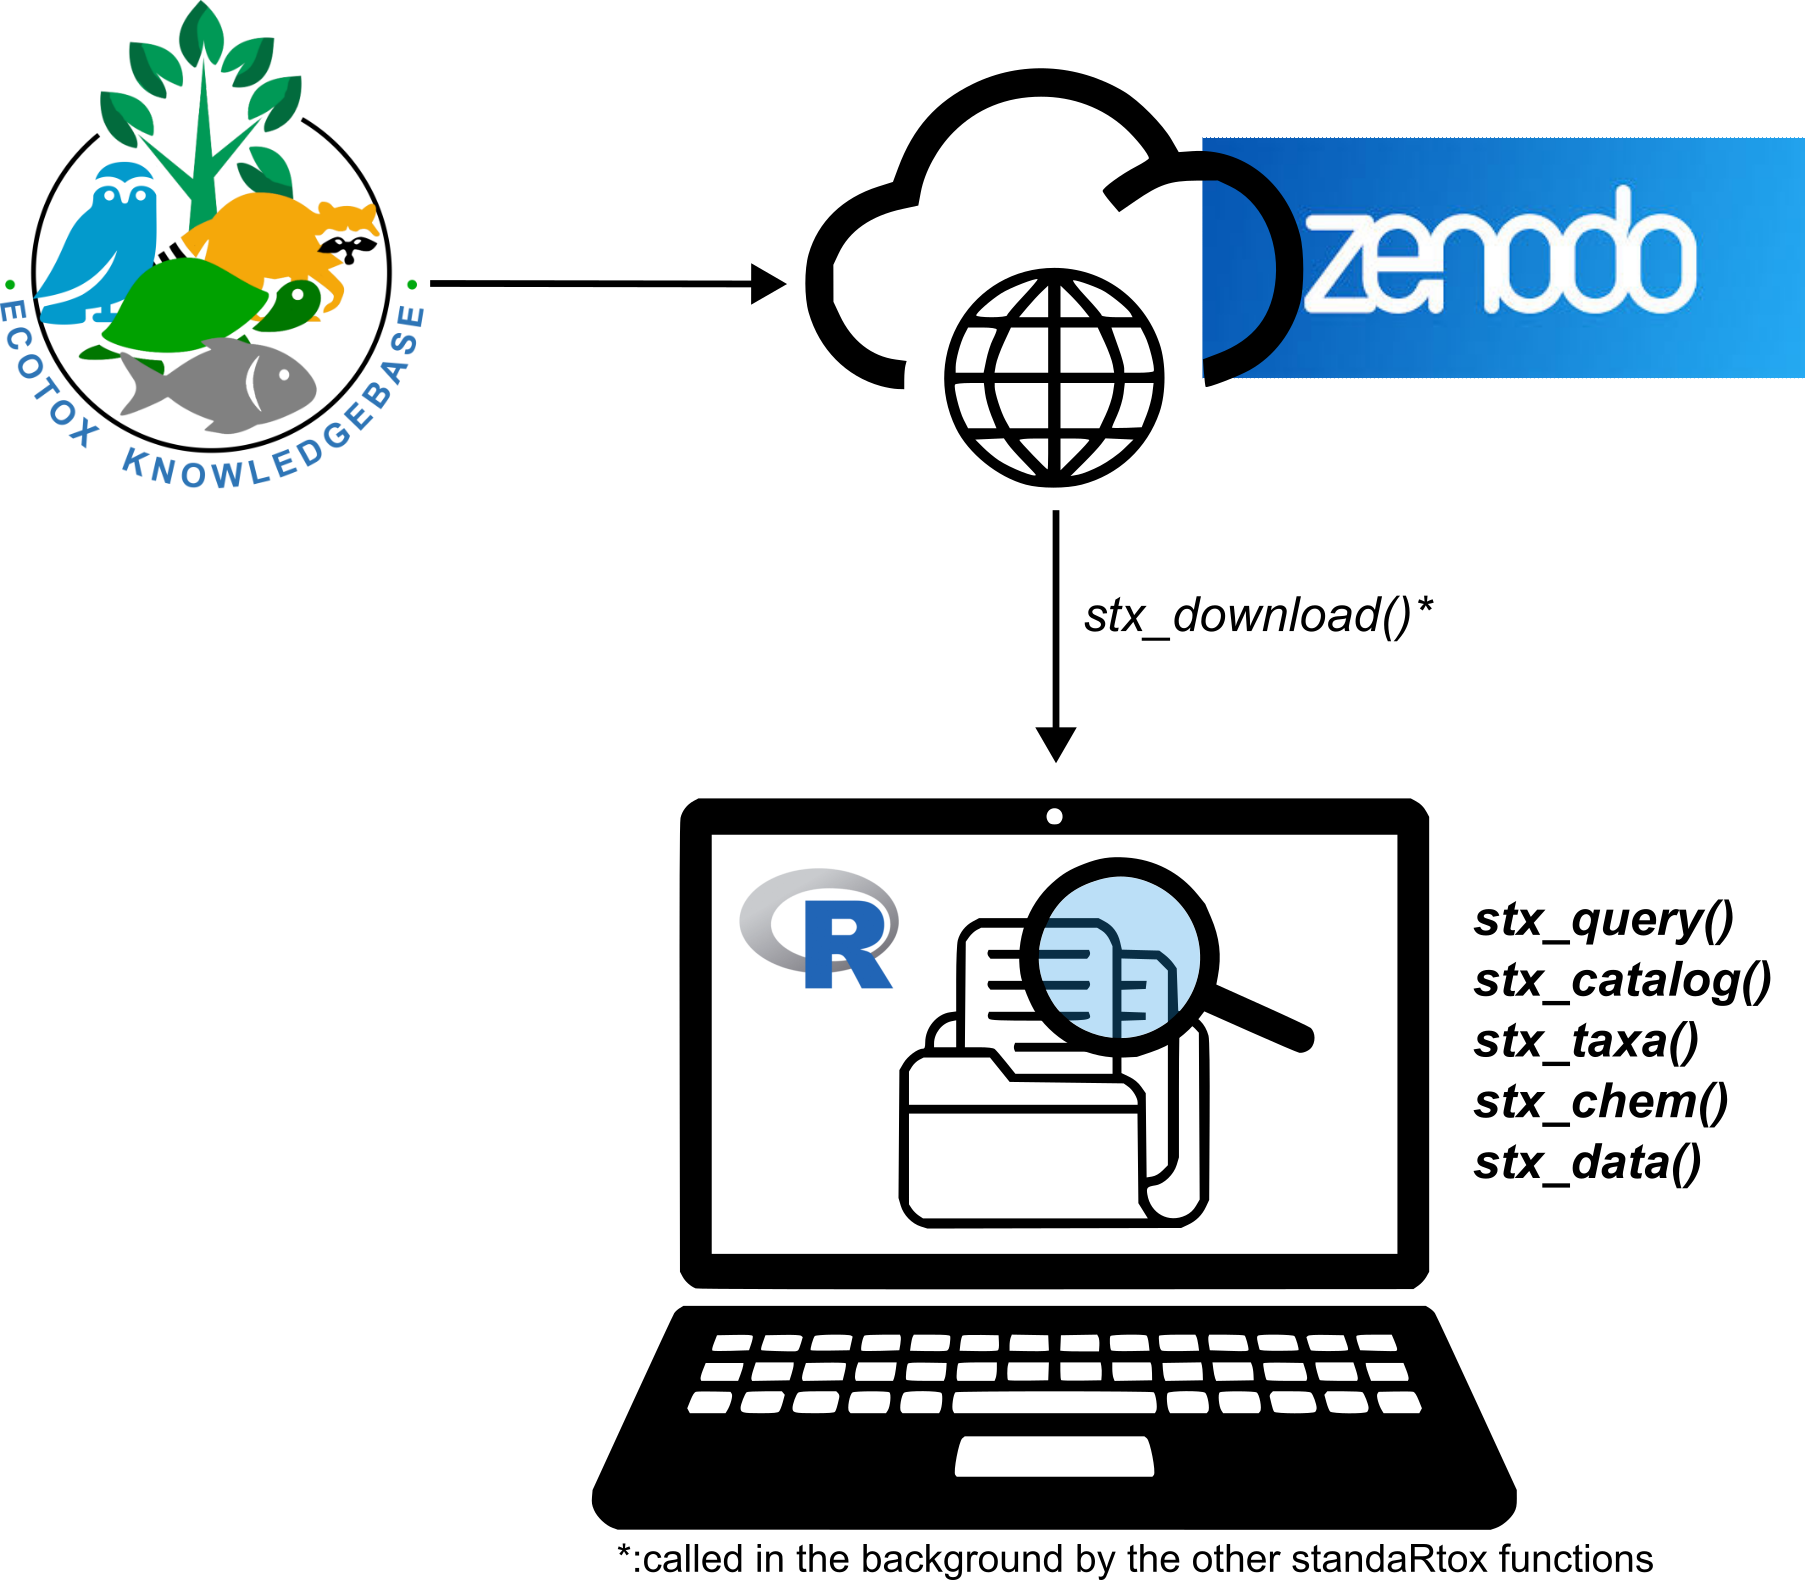 ECOTOX KNOWLEDGEBASE
zenodo
stx_download()*
R
stx_query()
stx_catalog()
stx_taxa()
stx_chem()
stx_data()
*:called in the background by the other standaRtox functions